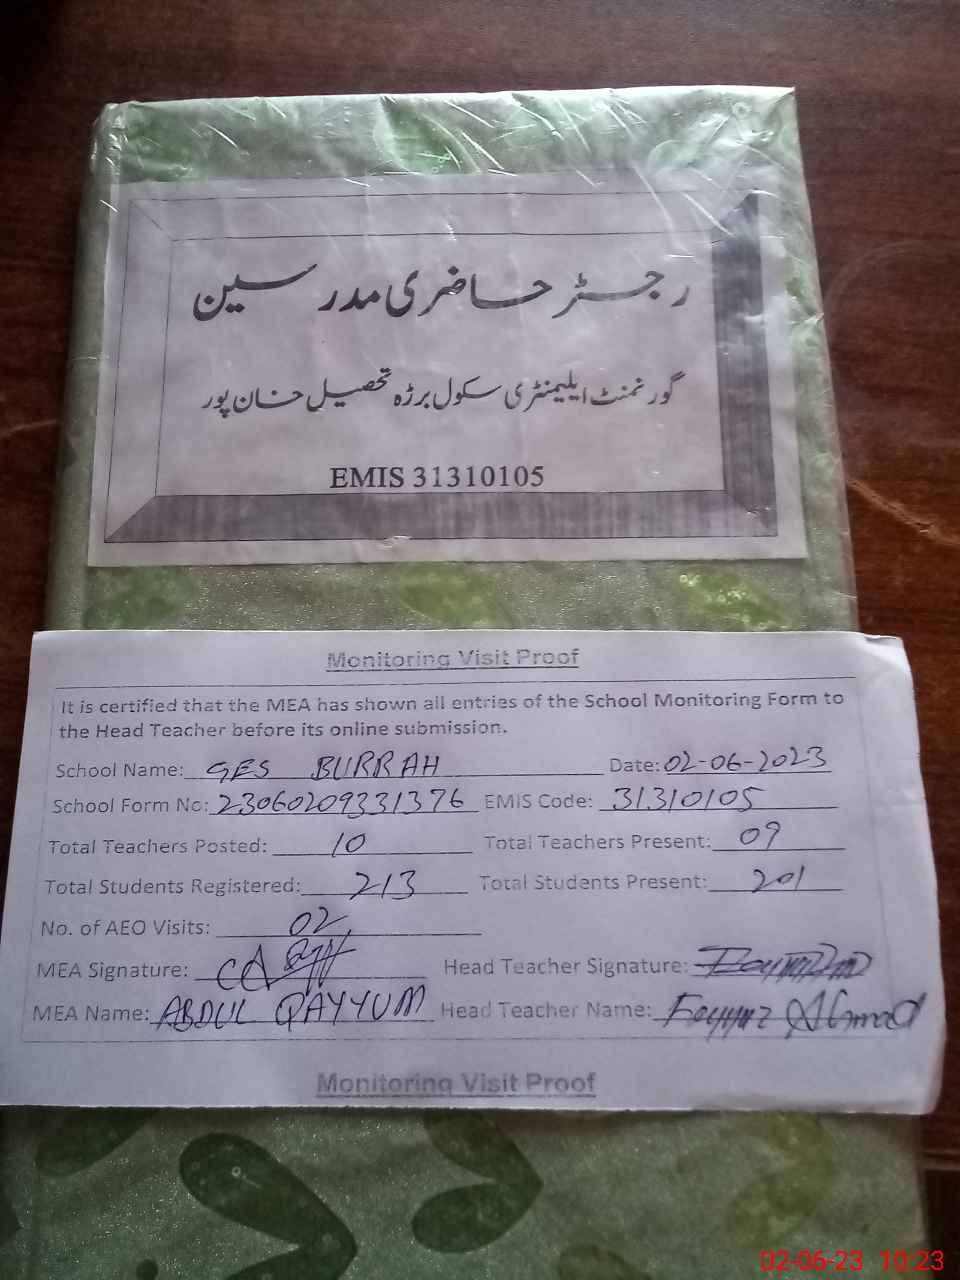 رجسٹر حاضری مدرسین
گورنمنٹ ایلیمنٹری سکول برڑہ تحصیل خان پور
EMIS 31310105
Monitoring Visit Proof
It is certified that the MEA has shown all entries of the School Monitoring Form to
the Head Teacher before its online submission.
School Name: GES BURRAH Date: 02-06-2023
School Form No: 23060209331376 EMIS Code: 31310105
Total Teachers Posted: 10 Total Teachers Present: 09
Total Students Registered: 213 Total Students Present: 201
No. of AEO Visits: 02
MEA Signature: Head Teacher Signature:
MEA Name: ABDUL QAYYUM Head Teacher Name: Ahmad
Monitoring Visit Proof
02-06-23 10:23